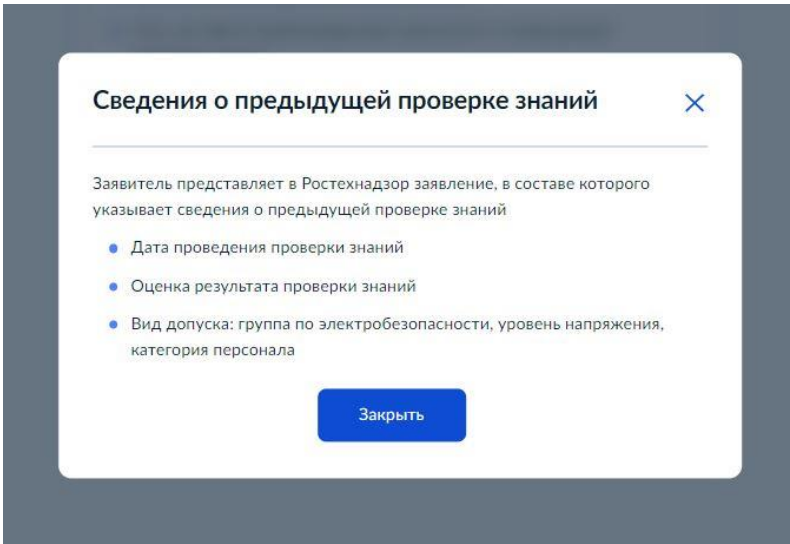 Сведения о предыдущей проверке знаний
Заявитель представляет в Ростехнадзор заявление, в составе которого
указывает сведения о предыдущей проверке знаний
Дата проведения проверки знаний
Оценка результата проверки знаний
Вид допуска: группа по электробезопасности, уровень напряжения,
категория персонала
Закрыть